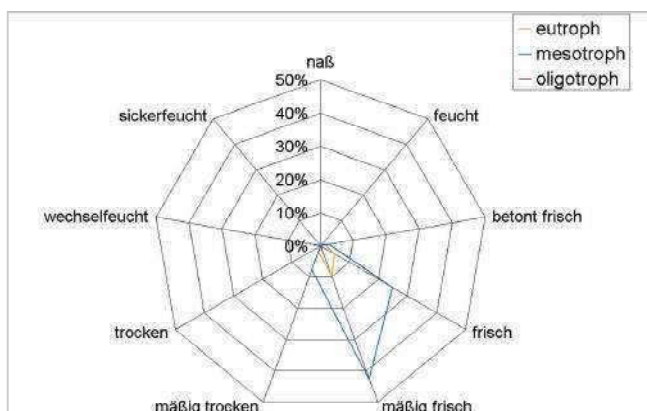 eutroph
mesotroph
oligotroph
naß
50%
40%
30%
20%
10%
0%
feucht
sickerfeucht
betont frisch
wechselfeucht
frisch
trocken
mäßig frisch
mäßig trocken